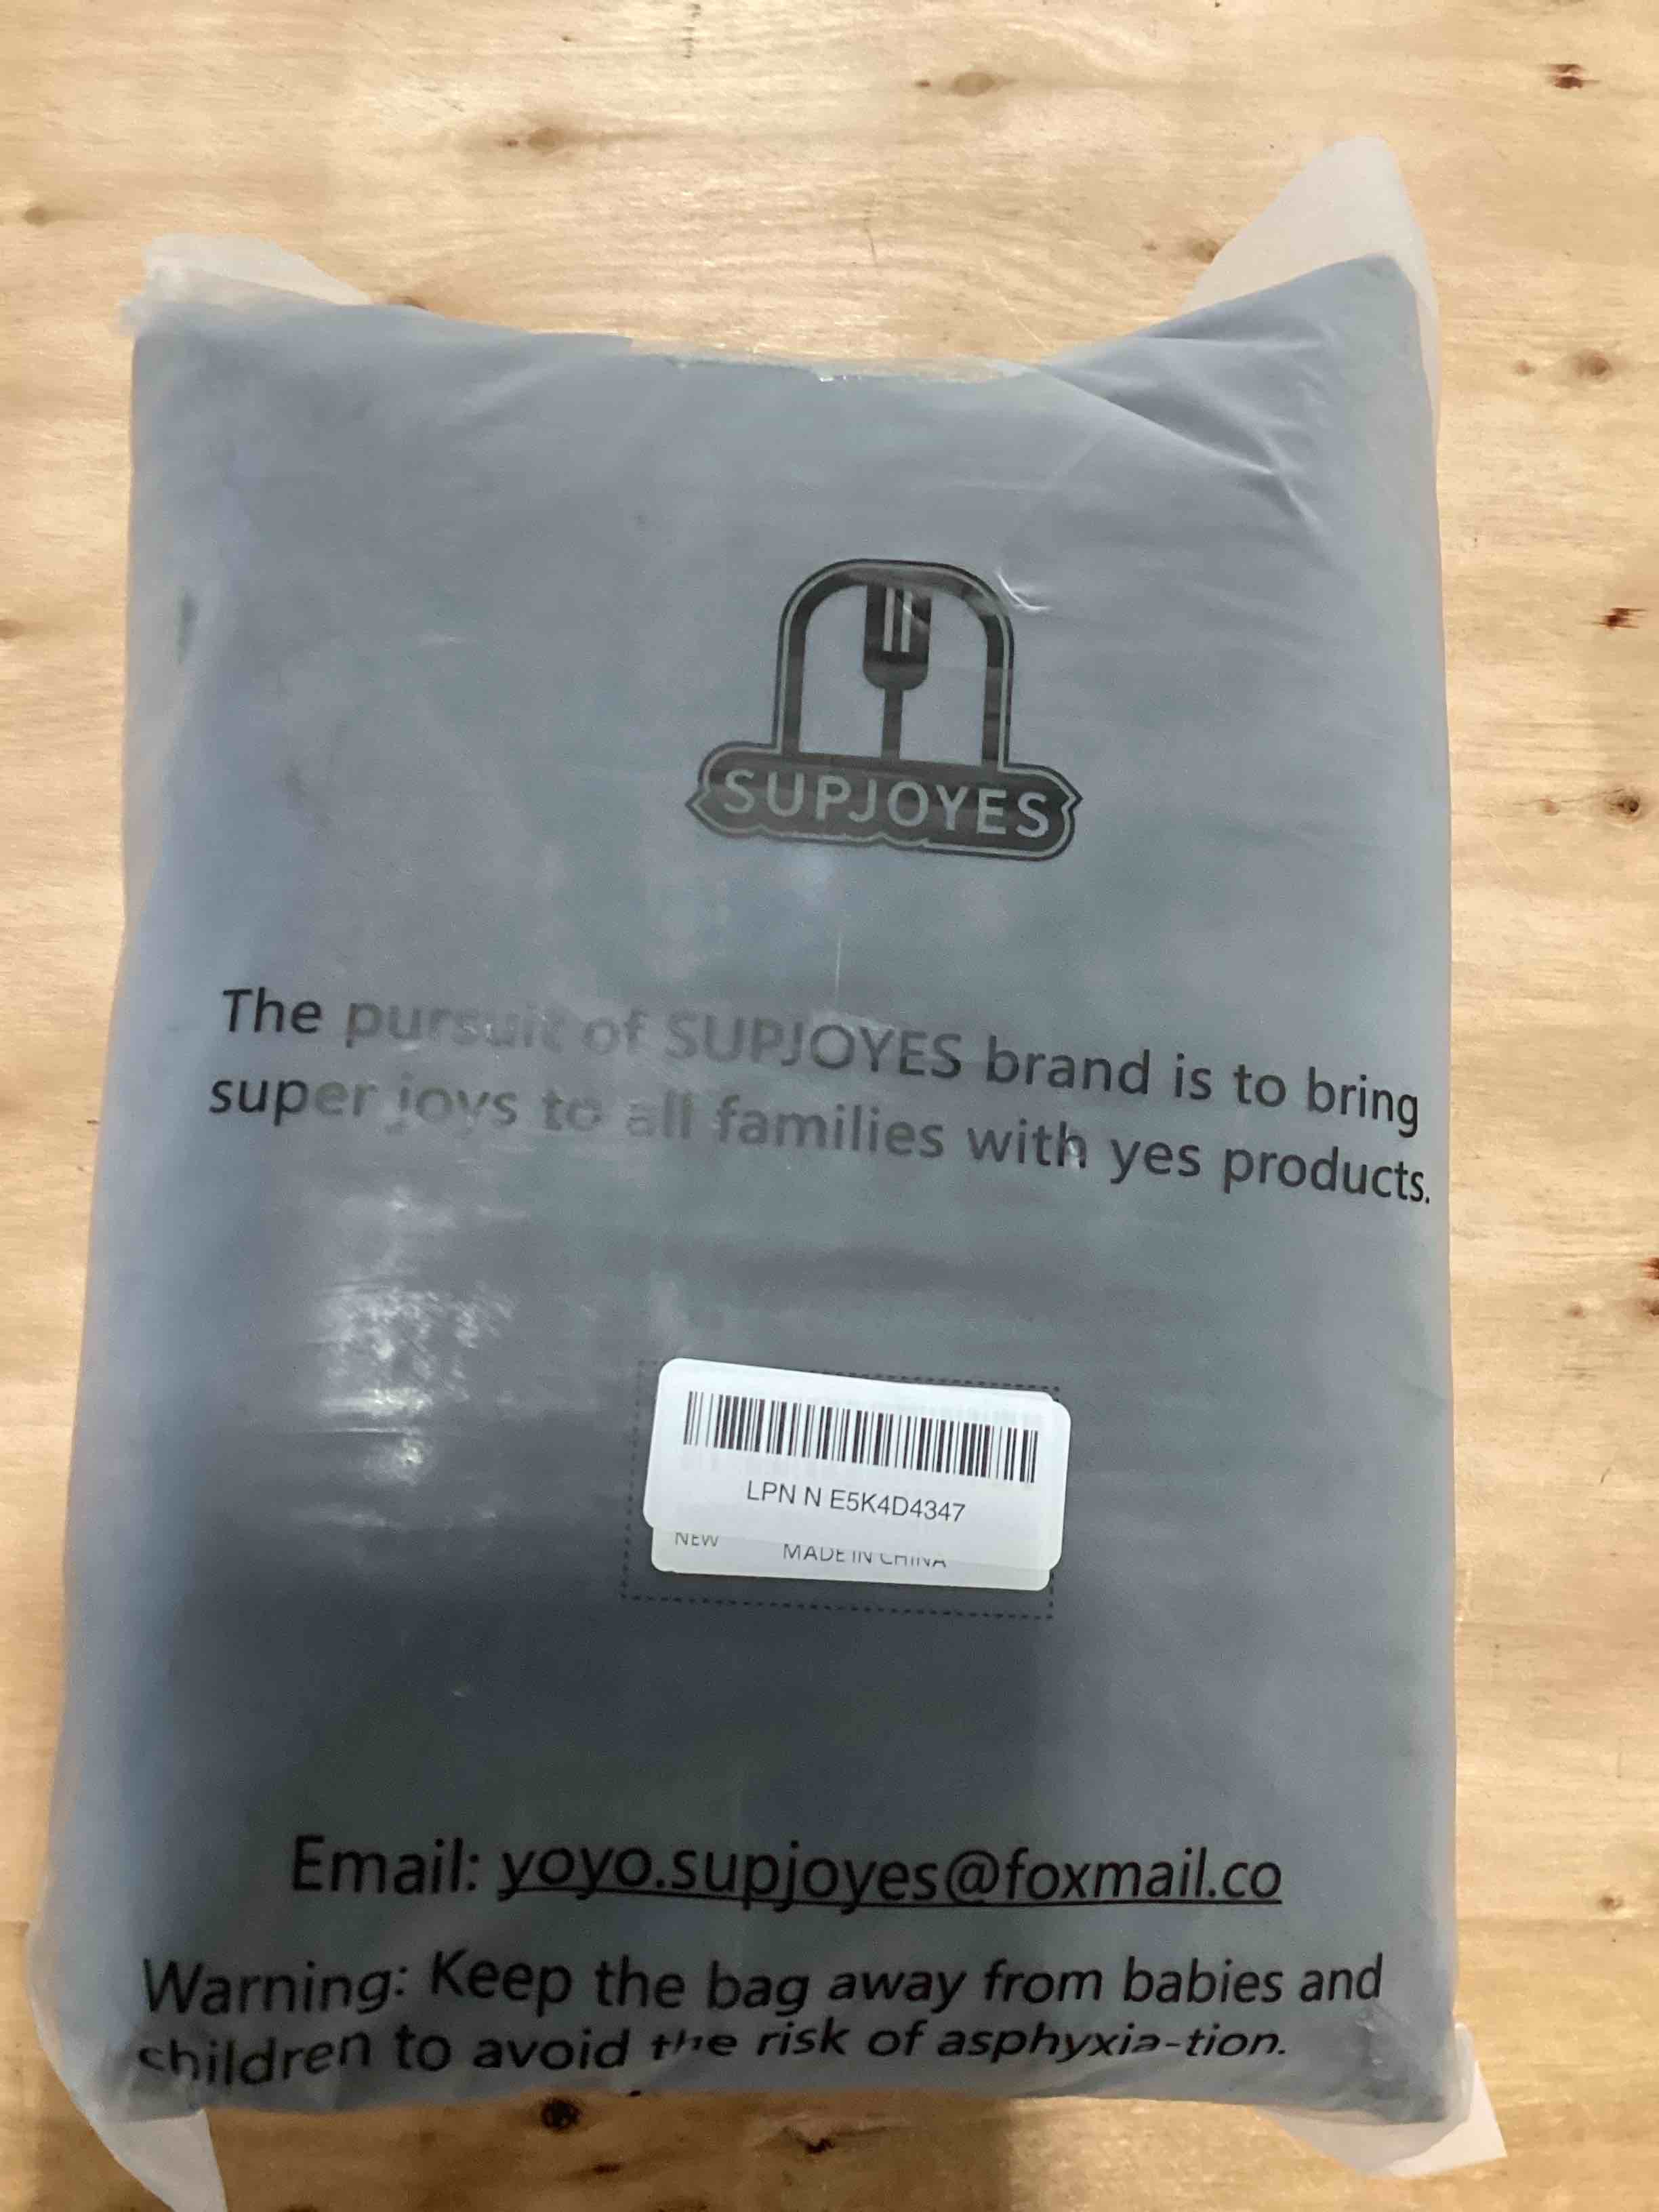 SUPJOYES
The pursuit of SUPJOYES brand is to bring
super joys to all families with yes products.
LPN N E5K4D4347
NEW MADE IN CHINA
Email: yoyo.supjoyes@foxmail.co
Warning: Keep the bag away from babies and
children to avoid the risk of asphyxia-tion.